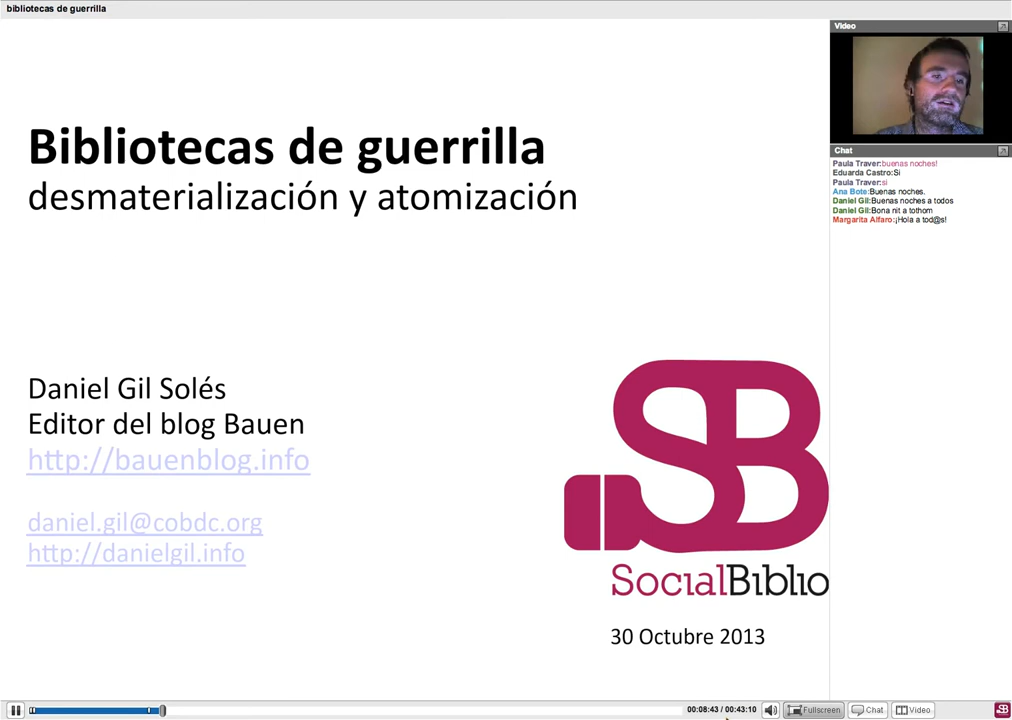 bibliotecas de guerrilla
Bibliotecas de guerrilla
desmaterialización y atomización
Daniel Gil Solés
Editor del blog Bauen
http://bauenblog.info
daniel.gil@cobdc.org
http://danielgil.info
SB
SocialBiblio
30 Octubre 2013
Video
Chat
Paula Traver:buenas noches!
Eduarda Castro:Si
Paula Traver:si
Ana Bote:Buenas noches.
Daniel Gil:Buenas noches a todos
Daniel Gil:Bona nit a tothom
Margarita Alfaro:¡Hola a tod@s!
00:08:43 / 00:43:10
Fullscreen
Chat
Video
SB